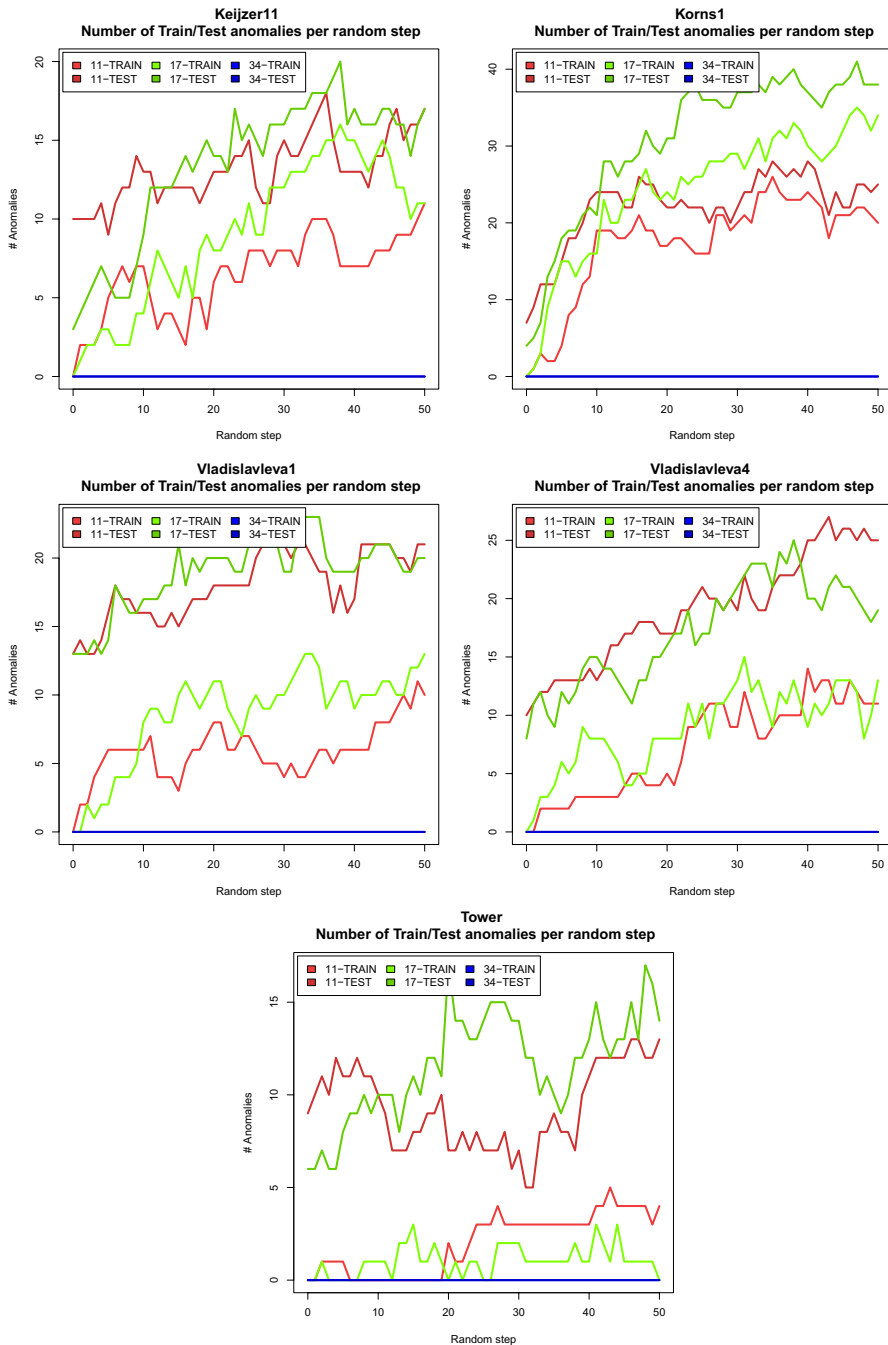 Keijzer11
Number of Train/Test anomalies per random step
11−TRAIN 17−TRAIN 34−TRAIN
11−TEST 17−TEST 34−TEST
20
15
10
5
0
# Anomalies
0 10 20 30 40 50
Random step
Korns1
Number of Train/Test anomalies per random step
11−TRAIN 17−TRAIN 34−TRAIN
11−TEST 17−TEST 34−TEST
40
30
20
10
0
# Anomalies
0 10 20 30 40 50
Random step
Vladislavleva1
Number of Train/Test anomalies per random step
11−TRAIN 17−TRAIN 34−TRAIN
11−TEST 17−TEST 34−TEST
20
15
10
5
0
# Anomalies
0 10 20 30 40 50
Random step
Vladislavleva4
Number of Train/Test anomalies per random step
11−TRAIN 17−TRAIN 34−TRAIN
11−TEST 17−TEST 34−TEST
25
20
15
10
5
0
# Anomalies
0 10 20 30 40 50
Random step
Tower
Number of Train/Test anomalies per random step
11−TRAIN 17−TRAIN 34−TRAIN
11−TEST 17−TEST 34−TEST
15
10
5
0
# Anomalies
0 10 20 30 40 50
Random step